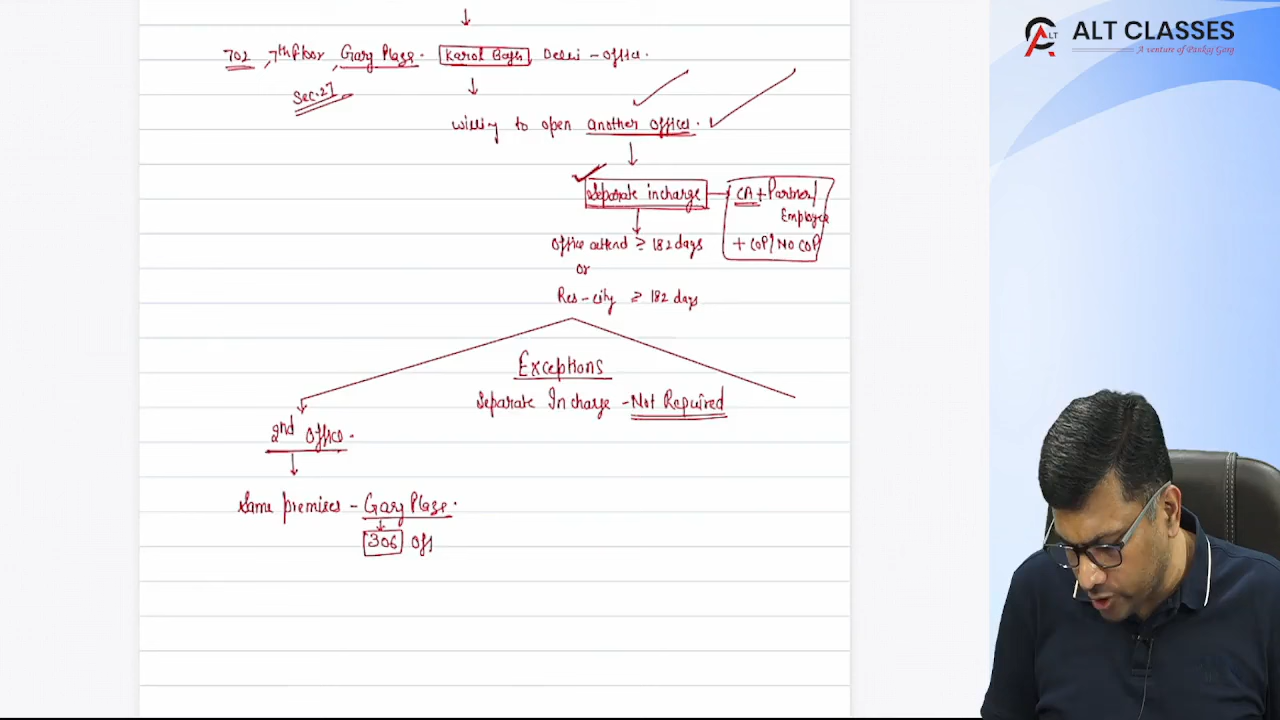 ALT CLASSES
A venture of Pankaj Garg
702, 7th floor, Garg Plaza. Karol Bagh Delhi - office.
Sec.27
willing to open another office.
Separate incharge
CA + Partner/
Employee
+ COP/NO COP
Office attend ≥ 182 days
or
Res-city ≥ 182 days
Exceptions
Separate Incharge - Not Required
2nd Office.
Same premises - Garg Plaza.
306 Off